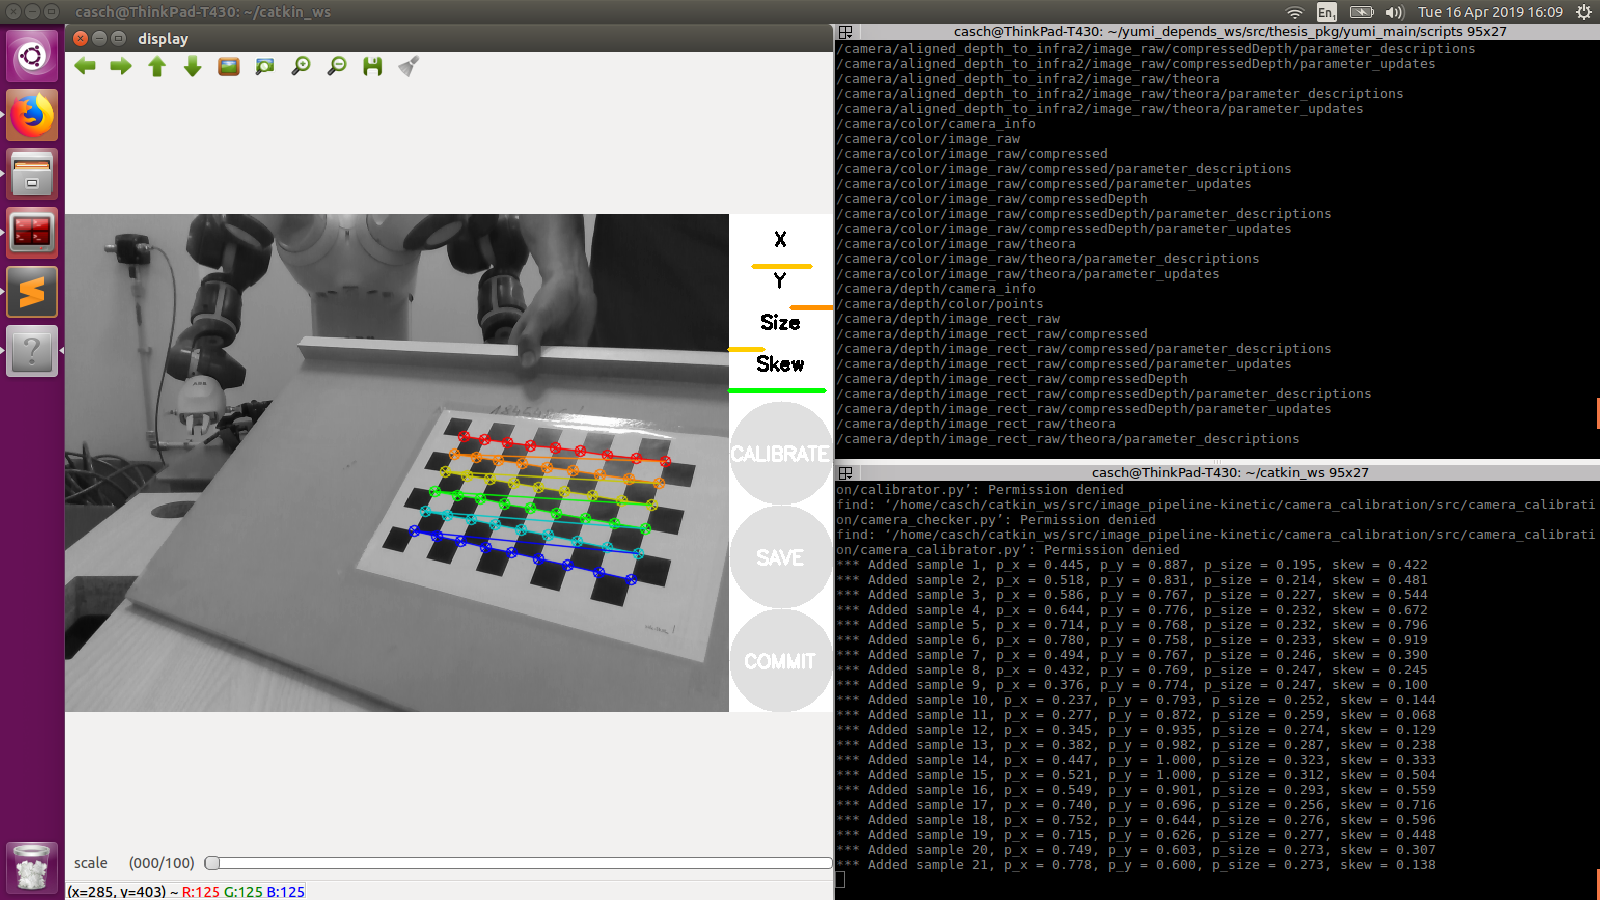 casch@ThinkPad-T430: ~/catkin_ws
En1
Tue 16 Apr 2019 16:09
display
X
Y
Size
Skew
CALIBRATE
SAVE
COMMIT
scale (000/100)
(x=285, y=403) ~ R:125 G:125 B:125
casch@ThinkPad-T430: ~/yumi_depends_ws/src/thesis_pkg/yumi_main/scripts 95x27
/camera/aligned_depth_to_infra2/image_raw/compressedDepth/parameter_descriptions
/camera/aligned_depth_to_infra2/image_raw/compressedDepth/parameter_updates
/camera/aligned_depth_to_infra2/image_raw/theora
/camera/aligned_depth_to_infra2/image_raw/theora/parameter_descriptions
/camera/aligned_depth_to_infra2/image_raw/theora/parameter_updates
/camera/color/camera_info
/camera/color/image_raw
/camera/color/image_raw/compressed
/camera/color/image_raw/compressed/parameter_descriptions
/camera/color/image_raw/compressed/parameter_updates
/camera/color/image_raw/compressedDepth
/camera/color/image_raw/compressedDepth/parameter_descriptions
/camera/color/image_raw/compressedDepth/parameter_updates
/camera/color/image_raw/theora
/camera/color/image_raw/theora/parameter_descriptions
/camera/color/image_raw/theora/parameter_updates
/camera/depth/camera_info
/camera/depth/color/points
/camera/depth/image_rect_raw
/camera/depth/image_rect_raw/compressed
/camera/depth/image_rect_raw/compressed/parameter_descriptions
/camera/depth/image_rect_raw/compressed/parameter_updates
/camera/depth/image_rect_raw/compressedDepth
/camera/depth/image_rect_raw/compressedDepth/parameter_descriptions
/camera/depth/image_rect_raw/compressedDepth/parameter_updates
/camera/depth/image_rect_raw/theora
/camera/depth/image_rect_raw/theora/parameter_descriptions
casch@ThinkPad-T430: ~/catkin_ws 95x27
on/calibrator.py’: Permission denied
find: ‘/home/casch/catkin_ws/src/image_pipeline-kinetic/camera_calibration/src/camera_calibrati
on/camera_checker.py’: Permission denied
find: ‘/home/casch/catkin_ws/src/image_pipeline-kinetic/camera_calibration/src/camera_calibrati
on/camera_calibrator.py’: Permission denied
*** Added sample 1, p_x = 0.445, p_y = 0.887, p_size = 0.195, skew = 0.422
*** Added sample 2, p_x = 0.518, p_y = 0.831, p_size = 0.214, skew = 0.481
*** Added sample 3, p_x = 0.586, p_y = 0.767, p_size = 0.227, skew = 0.544
*** Added sample 4, p_x = 0.644, p_y = 0.776, p_size = 0.232, skew = 0.672
*** Added sample 5, p_x = 0.714, p_y = 0.768, p_size = 0.232, skew = 0.796
*** Added sample 6, p_x = 0.780, p_y = 0.758, p_size = 0.233, skew = 0.919
*** Added sample 7, p_x = 0.494, p_y = 0.767, p_size = 0.246, skew = 0.390
*** Added sample 8, p_x = 0.432, p_y = 0.769, p_size = 0.247, skew = 0.245
*** Added sample 9, p_x = 0.376, p_y = 0.774, p_size = 0.247, skew = 0.100
*** Added sample 10, p_x = 0.237, p_y = 0.793, p_size = 0.252, skew = 0.144
*** Added sample 11, p_x = 0.277, p_y = 0.872, p_size = 0.259, skew = 0.068
*** Added sample 12, p_x = 0.345, p_y = 0.935, p_size = 0.274, skew = 0.129
*** Added sample 13, p_x = 0.382, p_y = 0.982, p_size = 0.287, skew = 0.238
*** Added sample 14, p_x = 0.447, p_y = 1.000, p_size = 0.323, skew = 0.333
*** Added sample 15, p_x = 0.521, p_y = 1.000, p_size = 0.312, skew = 0.504
*** Added sample 16, p_x = 0.549, p_y = 0.901, p_size = 0.293, skew = 0.559
*** Added sample 17, p_x = 0.740, p_y = 0.696, p_size = 0.256, skew = 0.716
*** Added sample 18, p_x = 0.752, p_y = 0.644, p_size = 0.276, skew = 0.596
*** Added sample 19, p_x = 0.715, p_y = 0.626, p_size = 0.277, skew = 0.448
*** Added sample 20, p_x = 0.749, p_y = 0.603, p_size = 0.273, skew = 0.307
*** Added sample 21, p_x = 0.778, p_y = 0.600, p_size = 0.273, skew = 0.138